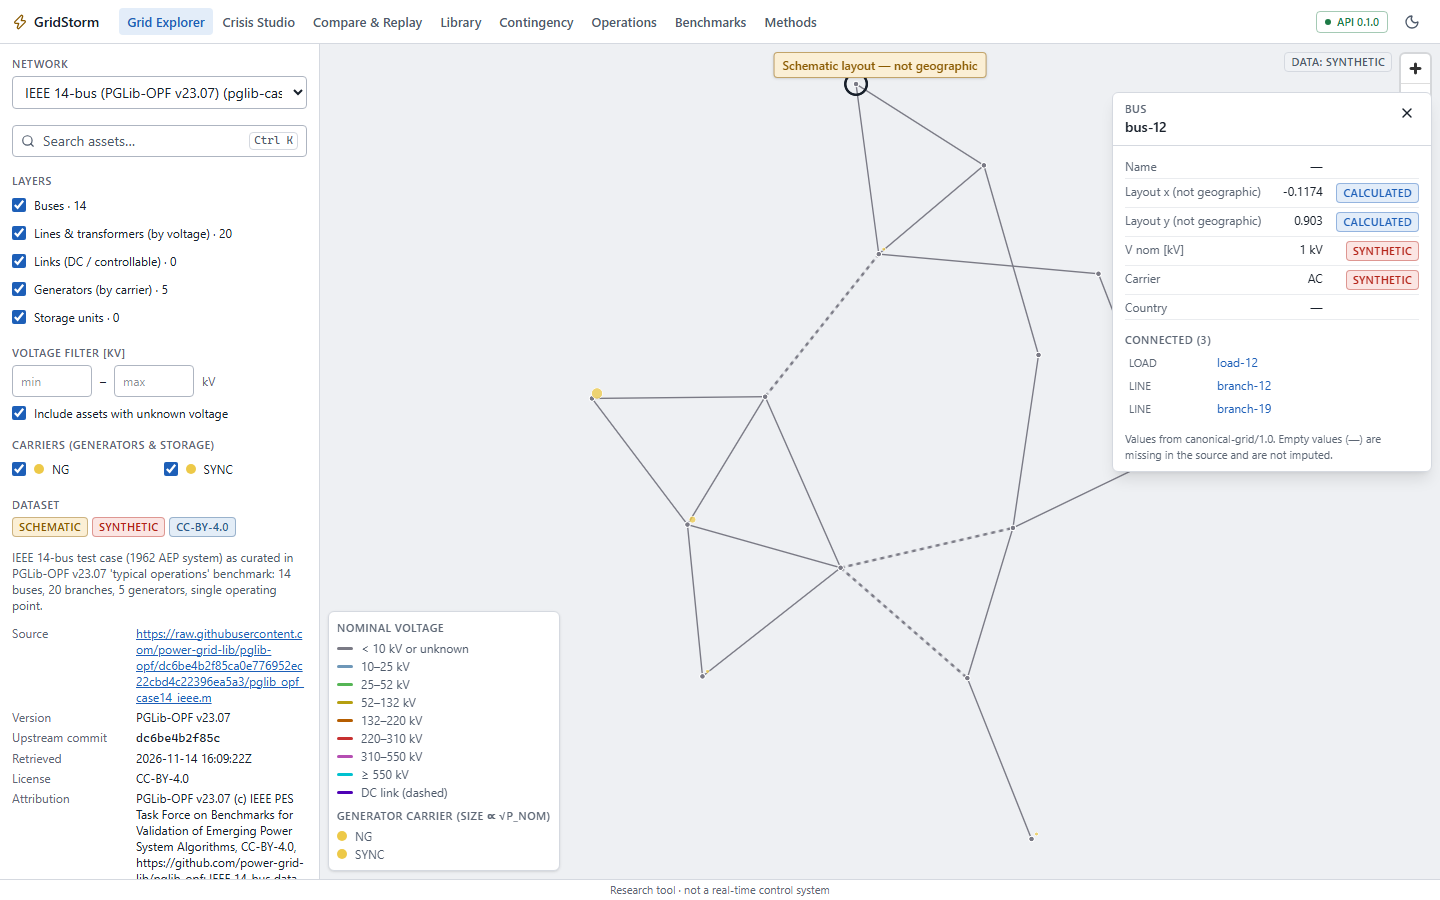 GridStorm
Grid Explorer
Crisis Studio
Compare & Replay
Library
Contingency
Operations
Benchmarks
Methods
API 0.1.0
NETWORK
IEEE 14-bus (PGLib-OPF v23.07) (pglib-cas
Search assets...
Ctrl K
LAYERS
Buses · 14
Lines & transformers (by voltage) · 20
Links (DC / controllable) · 0
Generators (by carrier) · 5
Storage units · 0
VOLTAGE FILTER [KV]
min – max kV
Include assets with unknown voltage
CARRIERS (GENERATORS & STORAGE)
NG
SYNC
DATASET
SCHEMATIC
SYNTHETIC
CC-BY-4.0
IEEE 14-bus test case (1962 AEP system) as curated in
PGLib-OPF v23.07 'typical operations' benchmark: 14
buses, 20 branches, 5 generators, single operating
point.
Source
https://raw.githubusercontent.c
om/power-grid-lib/pglib-
opf/dc6be4b2f85ca0e776952ec
22cbd4c22396ea5a3/pglib_opf_
case14_ieee.m
Version PGLib-OPF v23.07
Upstream commit dc6be4b2f85c
Retrieved 2026-11-14 16:09:22Z
License CC-BY-4.0
Attribution PGLib-OPF v23.07 (c) IEEE PES
Task Force on Benchmarks for
Validation of Emerging Power
System Algorithms, CC-BY-4.0,
https://github.com/power-grid-
lib/pglib-opf; IEEE 14-bus data
Schematic layout — not geographic
DATA: SYNTHETIC
+
BUS
bus-12
Name —
Layout x (not geographic) -0.1174 CALCULATED
Layout y (not geographic) 0.903 CALCULATED
V nom [kV] 1 kV SYNTHETIC
Carrier AC SYNTHETIC
Country —
CONNECTED (3)
LOAD load-12
LINE branch-12
LINE branch-19
Values from canonical-grid/1.0. Empty values (—) are
missing in the source and are not imputed.
NOMINAL VOLTAGE
< 10 kV or unknown
10–25 kV
25–52 kV
52–132 kV
132–220 kV
220–310 kV
310–550 kV
≥ 550 kV
DC link (dashed)
GENERATOR CARRIER (SIZE ∝ √P_NOM)
NG
SYNC
Research tool · not a real-time control system